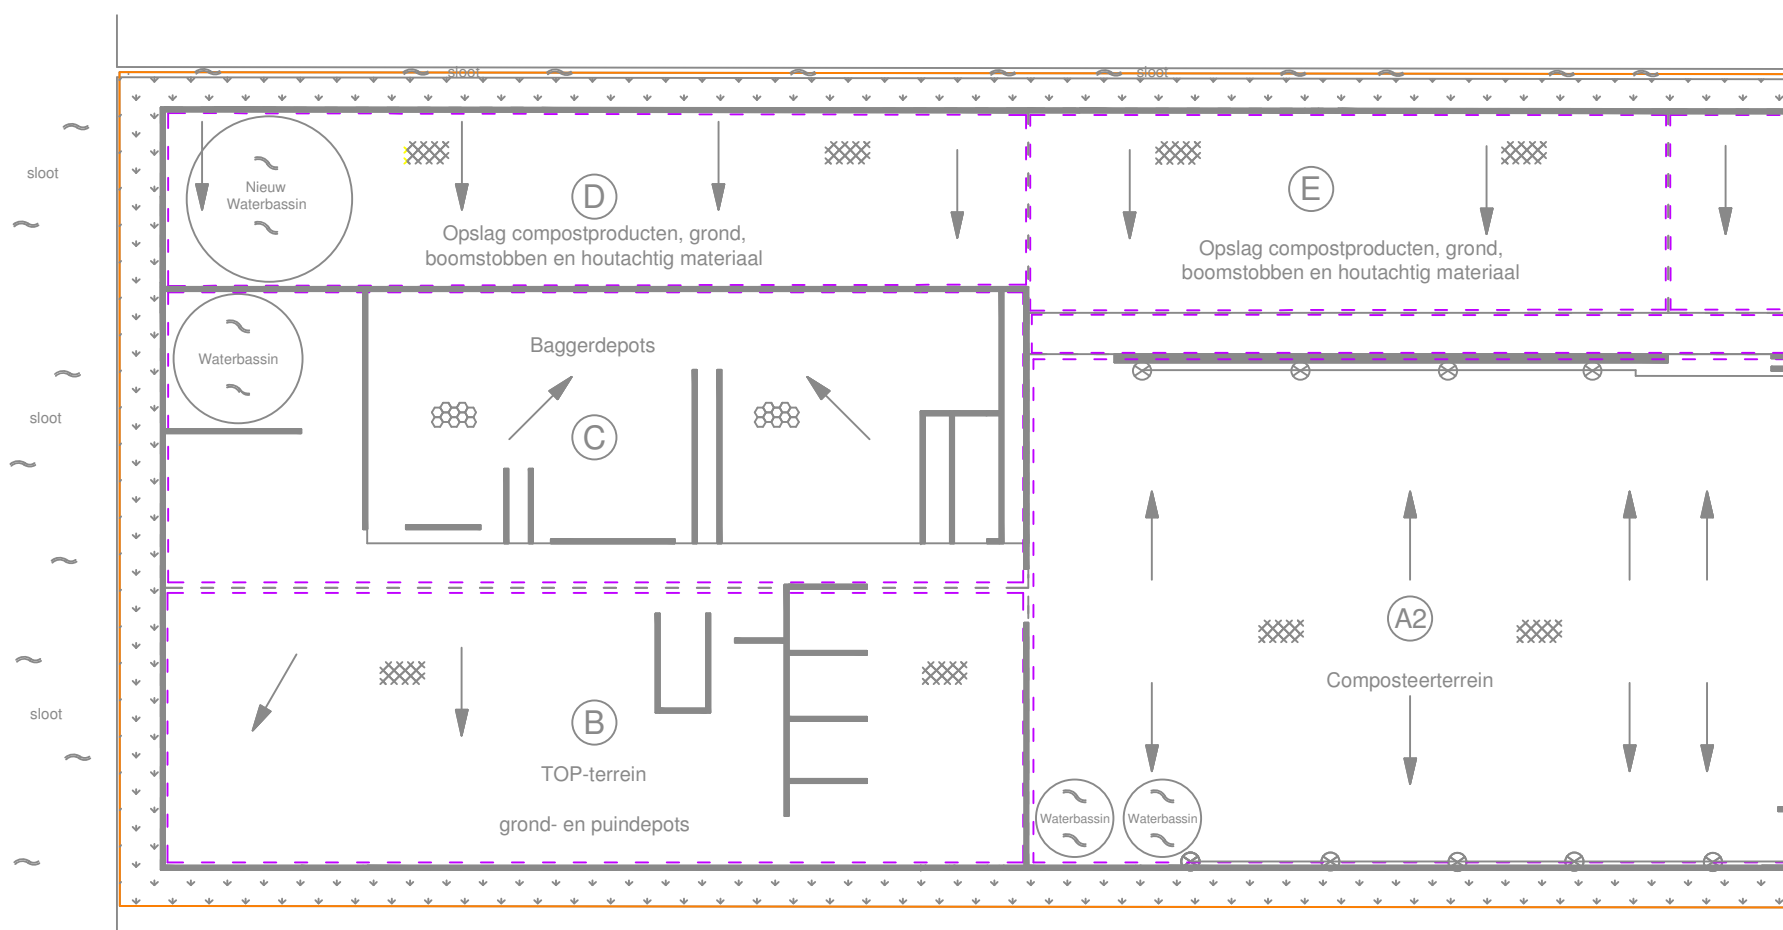 sloot
sloot
sloot
Nieuw
Waterbassin
D
Opslag compostproducten, grond,
boomstobben en houtachtig materiaal
E
Opslag compostproducten, grond,
boomstobben en houtachtig materiaal
Waterbassin
Baggerdepots
sloot
C
A2
Composteerterrein
sloot
B
TOP-terrein
grond- en puindepots
Waterbassin
Waterbassin